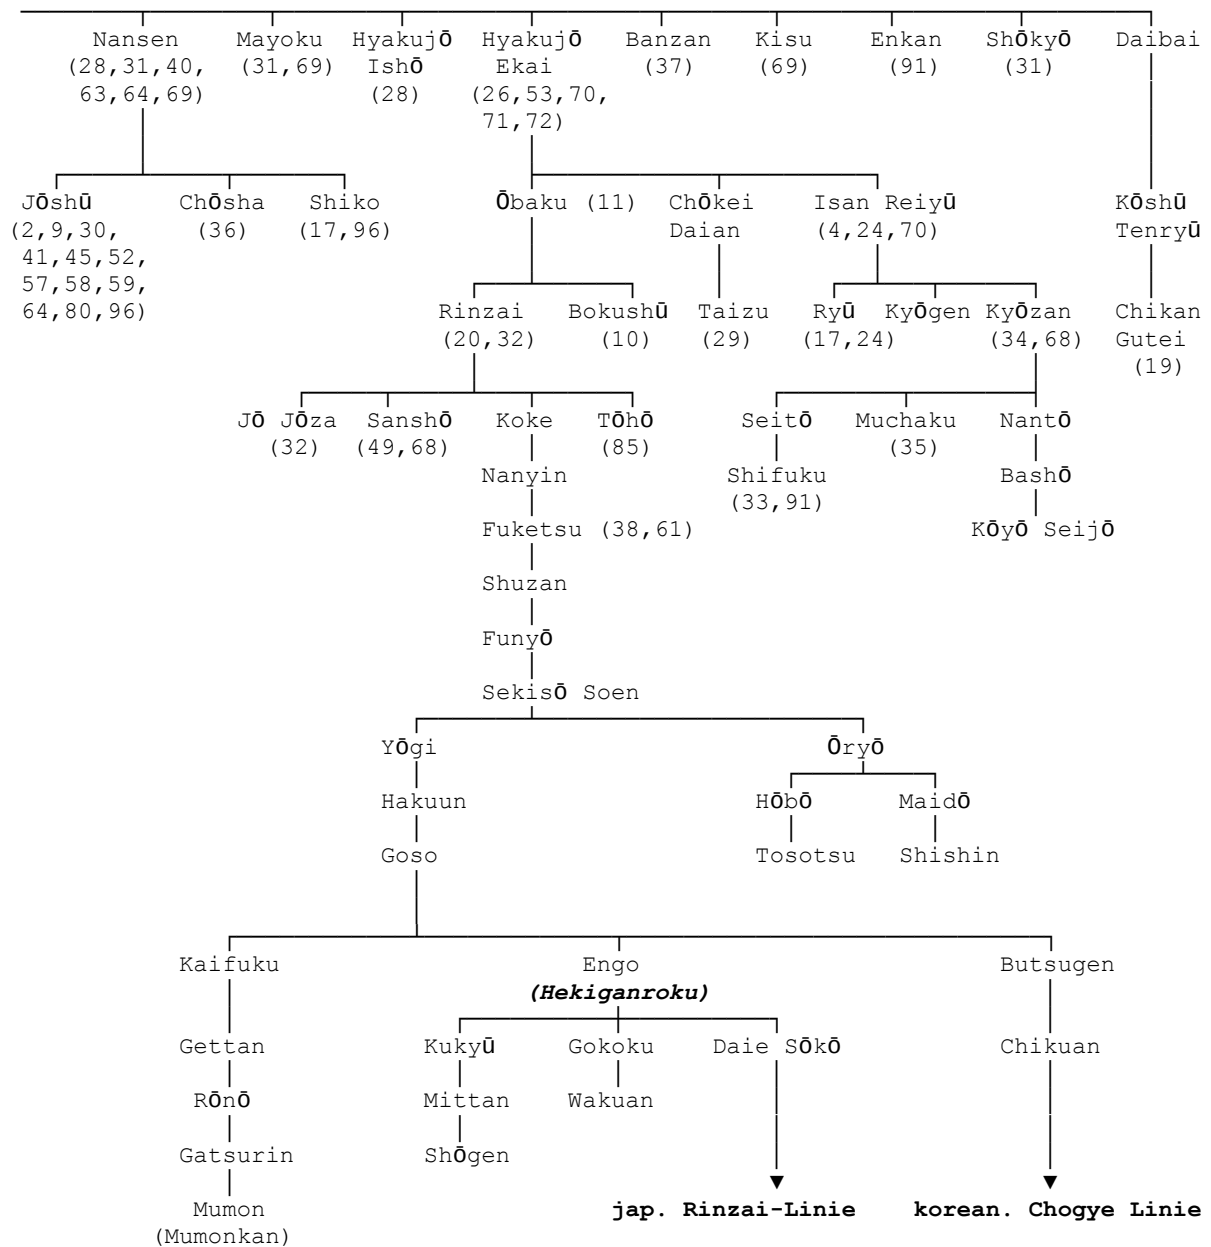 Nansen Mayoku Hyakujō Hyakujō Banzan Kisu Enkan Shōkyō Daibai
(28,31,40, (31,69) Ishō Ekai (37) (69) (91) (31)
63,64,69) (28) (26,53,70,
71,72)
Jōshū Chōsha Shiko Ōbaku (11) Chōkei Isan Reiyū Kōshū
(2,9,30, (36) (17,96) Daian (4,24,70) Tenryū
41,45,52,
57,58,59,
64,80,96) Rinzai Bokushū Taizu Ryū Kyōgen Kyōzan Chikan
(20,32) (10) (29) (17,24) (34,68) Gutei
(19)
Jō Jōza Sanshō Koke Tōhō Seitō Muchaku Nantō
(32) (49,68) (85) (35)
Nanyin Shifuku Bashō
(33,91)
Fuketsu (38,61) Kōyō Seijō
Shuzan
Funyō
Sekisō Soen
Yōgi Ōryō
Hakuun Hōbō Maidō
Goso Tosotsu Shishin
Kaifuku Engo Butsugen
(Hekiganroku)
Gettan Kukyū Gokoku Daie Sōkō Chikuan
Rōnō Mittan Wakuan
Gatsurin Shōgen
Mumon jap. Rinzai-Linie korean. Chogye Linie
(Mumonkan)